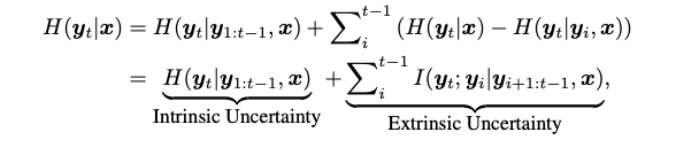 H(y_t|x) = H(y_t|y_{1:t−1}, x) + ∑_i^{t−1} (H(y_t|x) − H(y_t|y_i, x))
= H(y_t|y_{1:t−1}, x) + ∑_i^{t−1} I(y_t; y_i|y_{i+1:t−1}, x),
Intrinsic Uncertainty Extrinsic Uncertainty